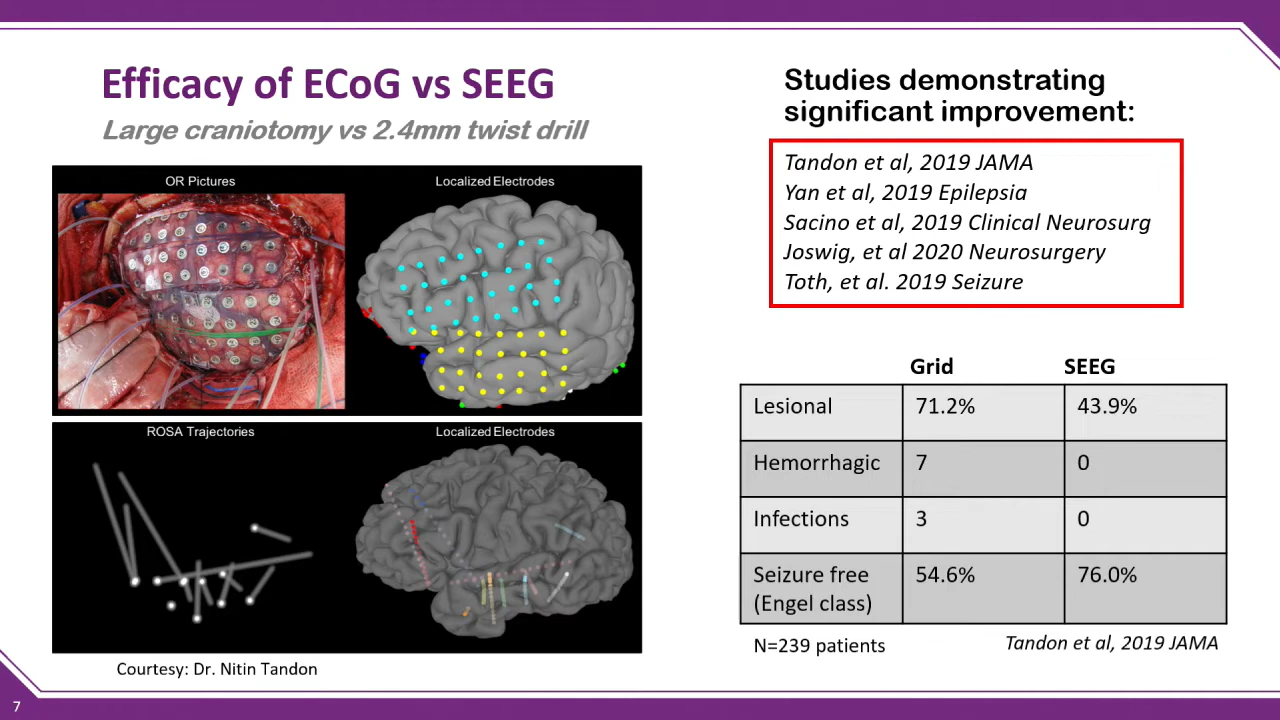 Efficacy of ECoG vs SEEG
Large craniotomy vs 2.4mm twist drill
OR Pictures
Localized Electrodes
ROSA Trajectories
Localized Electrodes
Courtesy: Dr. Nitin Tandon
Studies demonstrating
significant improvement:
Tandon et al, 2019 JAMA
Yan et al, 2019 Epilepsia
Sacino et al, 2019 Clinical Neurosurg
Joswig, et al 2020 Neurosurgery
Toth, et al. 2019 Seizure
Grid SEEG
Lesional 71.2% 43.9%
Hemorrhagic 7 0
Infections 3 0
Seizure free 54.6% 76.0%
(Engel class)
N=239 patients
Tandon et al, 2019 JAMA
7